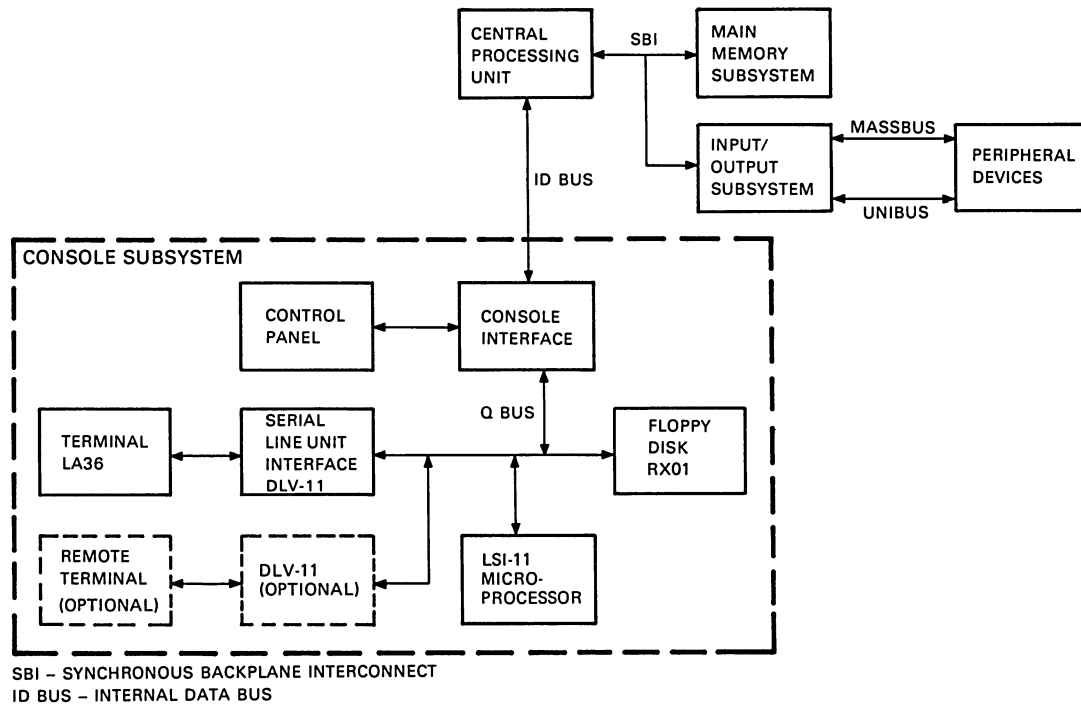 CENTRAL
PROCESSING
UNIT
SBI
MAIN
MEMORY
SUBSYSTEM
INPUT/
OUTPUT
SUBSYSTEM
MASSBUS
UNIBUS
PERIPHERAL
DEVICES
ID BUS
CONSOLE SUBSYSTEM
CONTROL
PANEL
CONSOLE
INTERFACE
Q BUS
TERMINAL
LA36
SERIAL
LINE UNIT
INTERFACE
DLV-11
FLOPPY
DISK
RX01
REMOTE
TERMINAL
(OPTIONAL)
DLV-11
(OPTIONAL)
LSI-11
MICRO-
PROCESSOR
SBI – SYNCHRONOUS BACKPLANE INTERCONNECT
ID BUS – INTERNAL DATA BUS